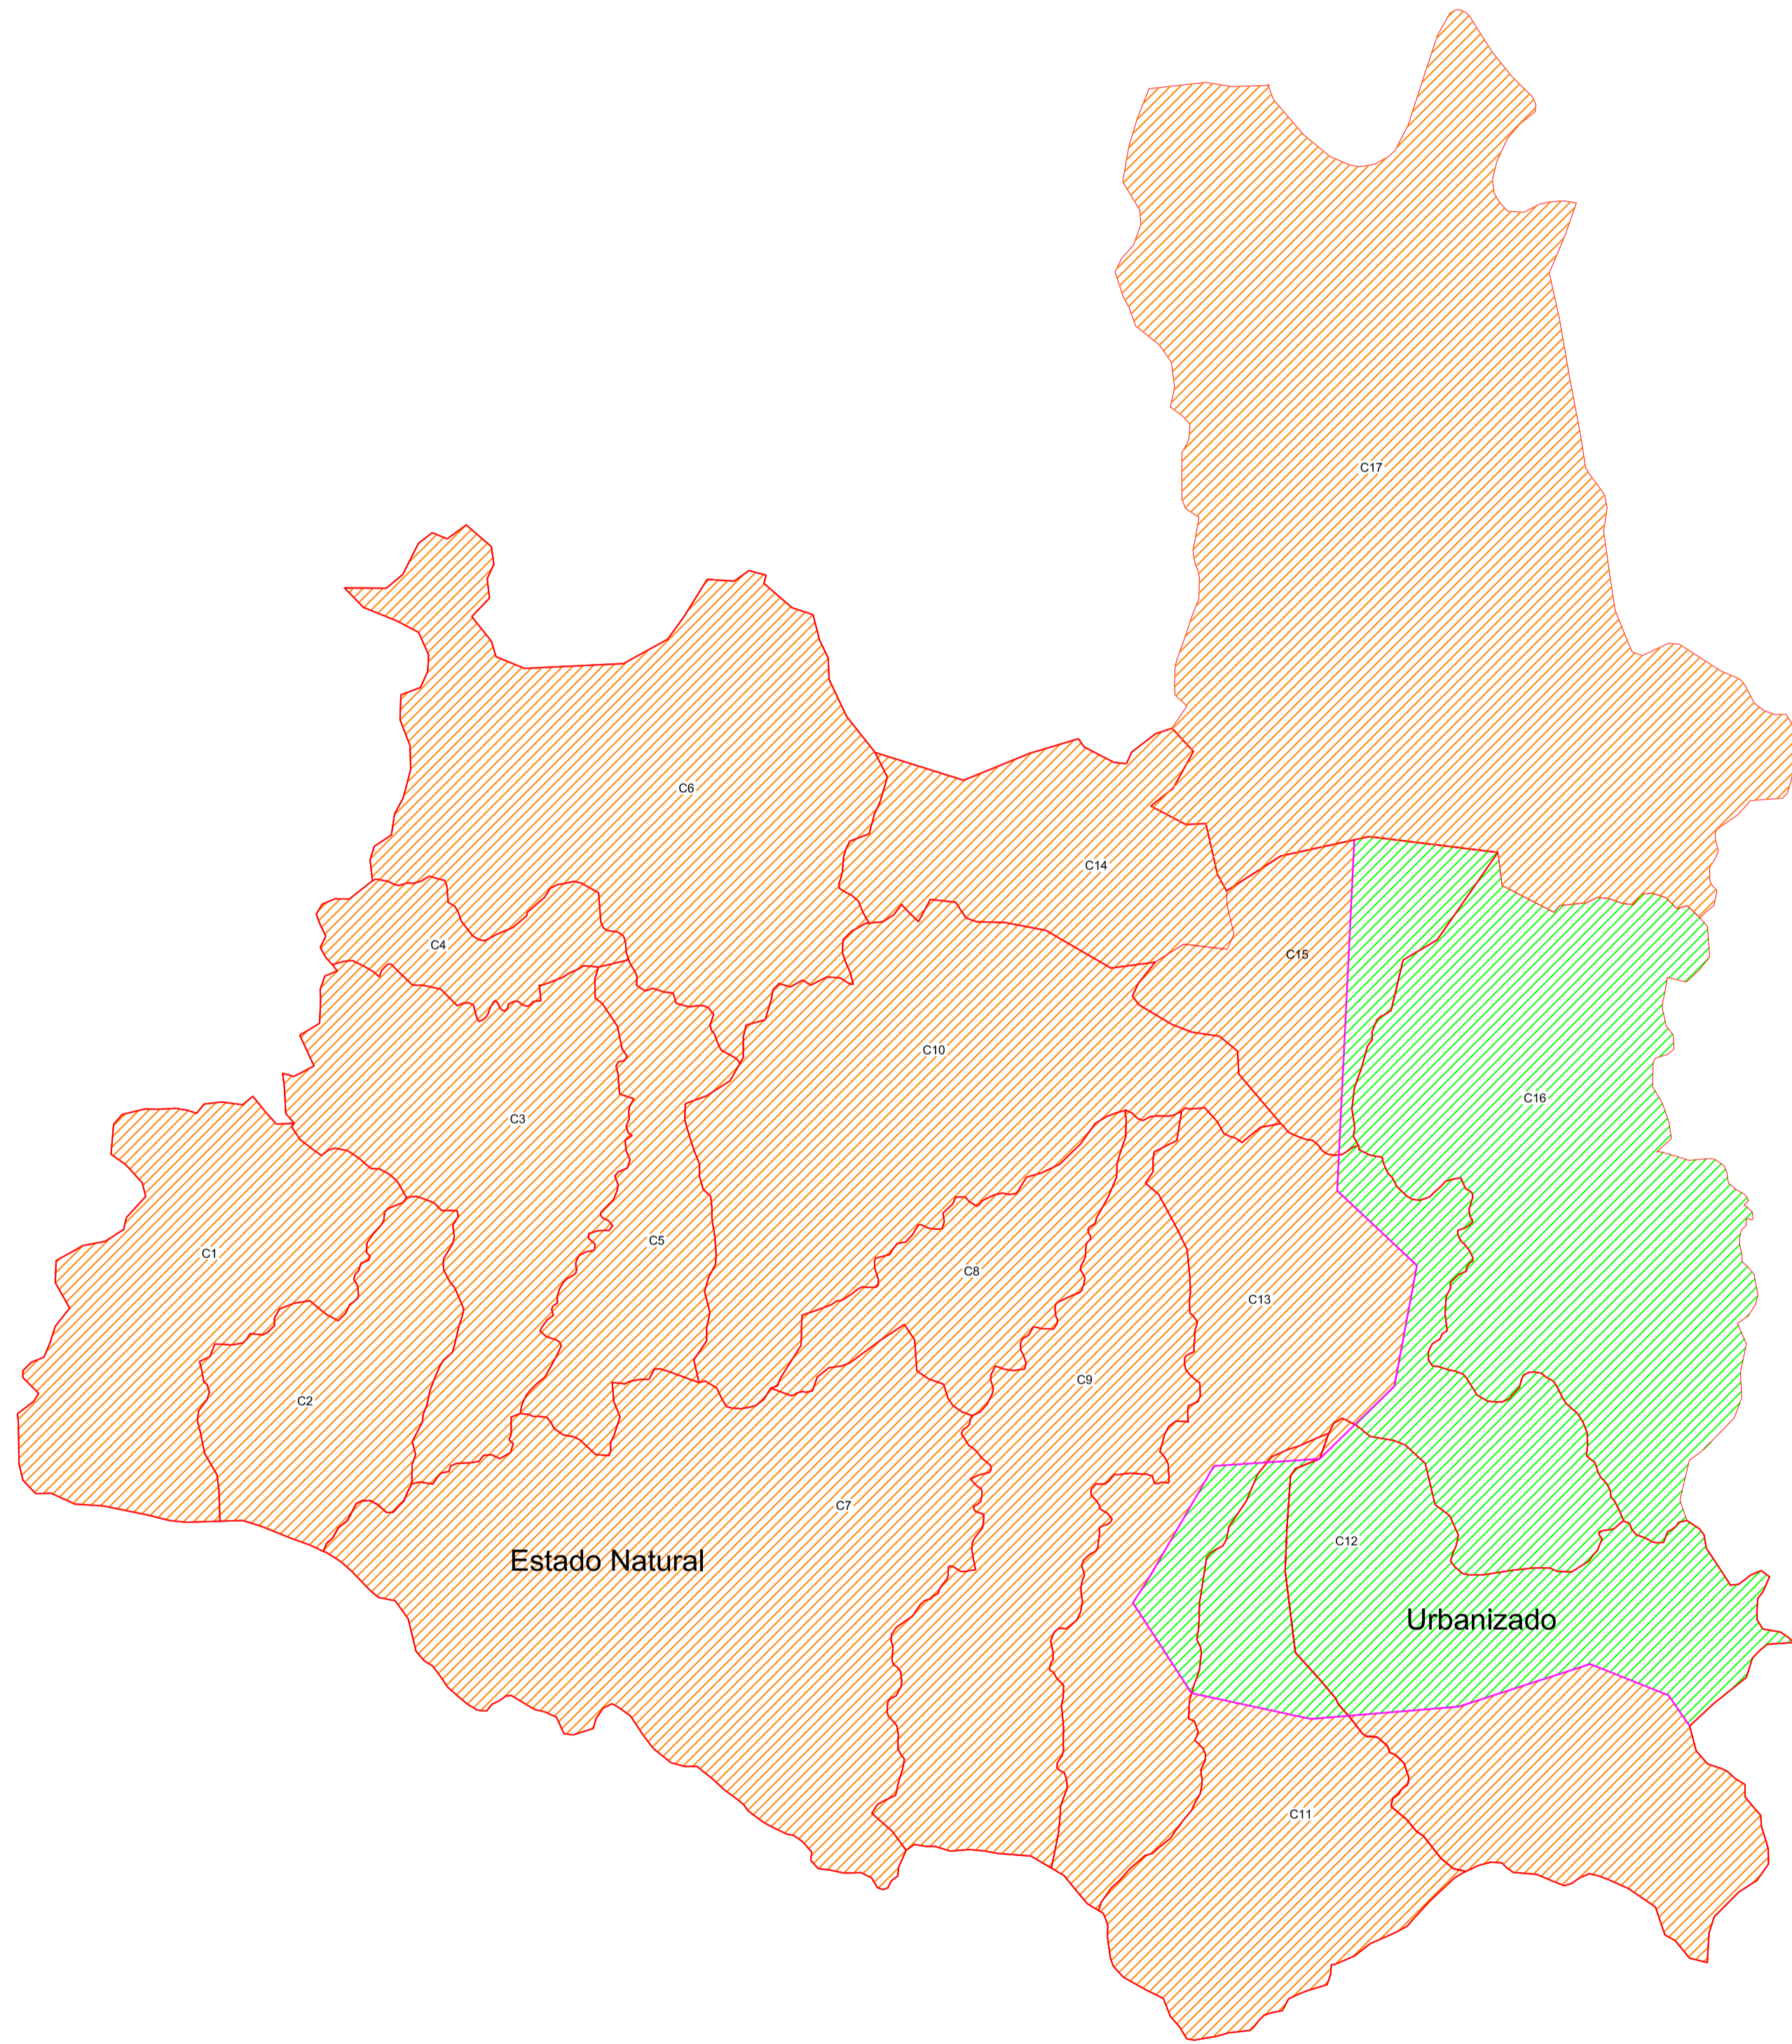 C17
C6
C14
C4
C15
C10
C16
C3
C5
C1
C8
C13
C9
C2
C7
C12
Estado Natural
Urbanizado
C11